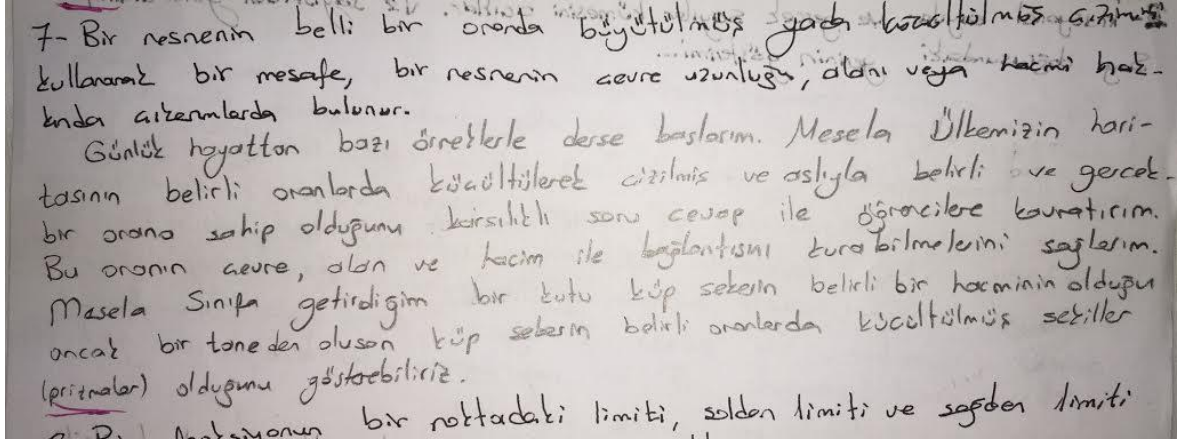 7- Bir nesnenin belli bir oranda büyütülmüş yada küçültülmüş çizimi
kullanarak bir mesafe, bir nesnenin çevre uzunluğu, alanı veya hacmi hak-
kında çıkarımlarda bulunur.
Günlük hayattan bazı örneklerle derse başlarım. Mesela Ülkemizin hari-
tasının belirli oranlarda küçültülerek çizilmiş ve aslıyla belirli ve gerçek
bir orana sahip olduğunu karşılıklı soru cevap ile öğrencilere kavratırım.
Bu oranın çevre, alan ve hacim ile bağlantısını kurabilmelerini sağlarım.
Mesela Sınıfa getirdiğim bir kutu küp şekerin belirli bir hacminin olduğu
ancak bir taneden oluşan küp şekerin belirli oranlarda küçültülmüş şekiller
(prizmalar) olduğunu gösterebiliriz.
bir noktadaki limiti, soldan limiti ve sağdan limiti